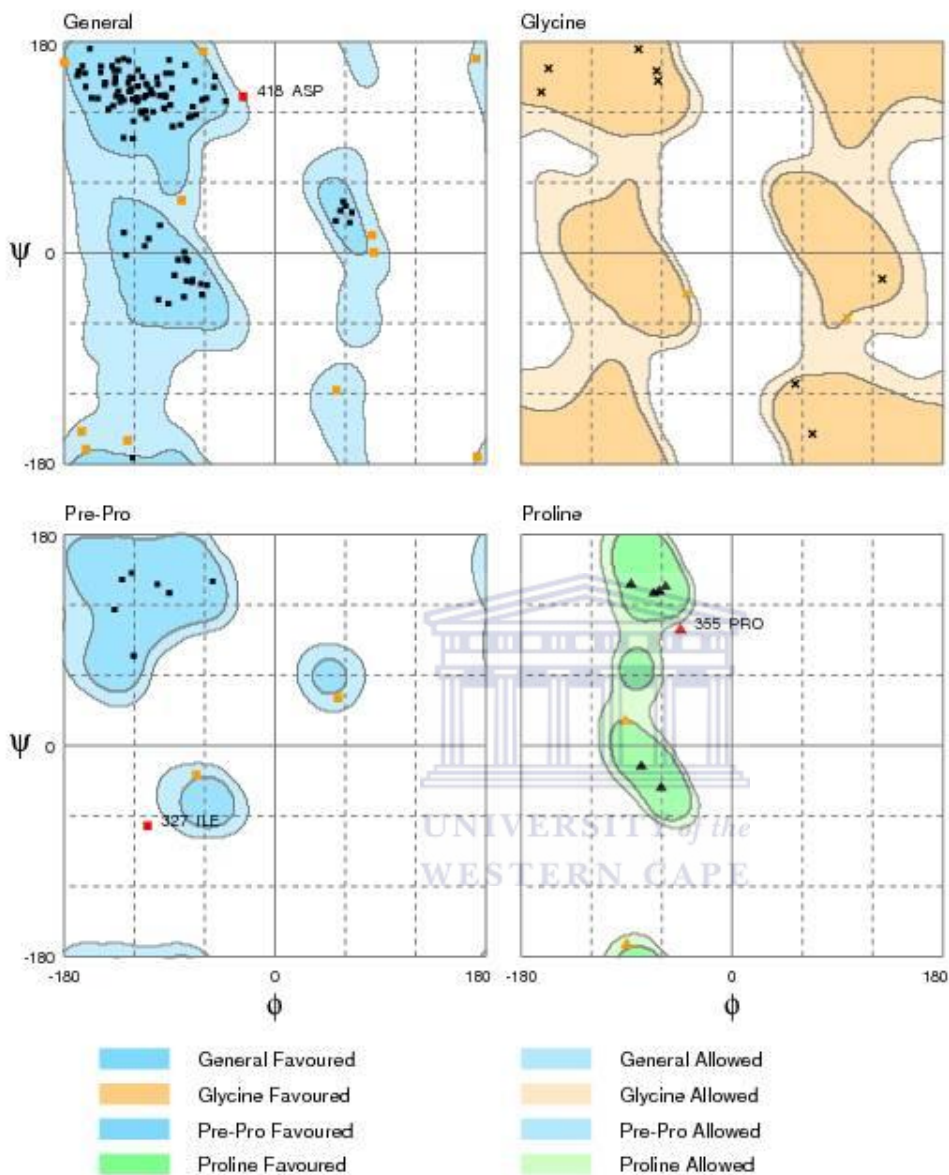 General
Glycine
180
418 ASP
ψ
0
-180
Pre-Pro
Proline
180
355 PRO
ψ
0
327 ILE
UNIVERSITY of the
WESTERN CAPE
-180
-180
0
180
-180
0
180
ϕ
ϕ
General Favoured
General Allowed
Glycine Favoured
Glycine Allowed
Pre-Pro Favoured
Pre-Pro Allowed
Proline Favoured
Proline Allowed